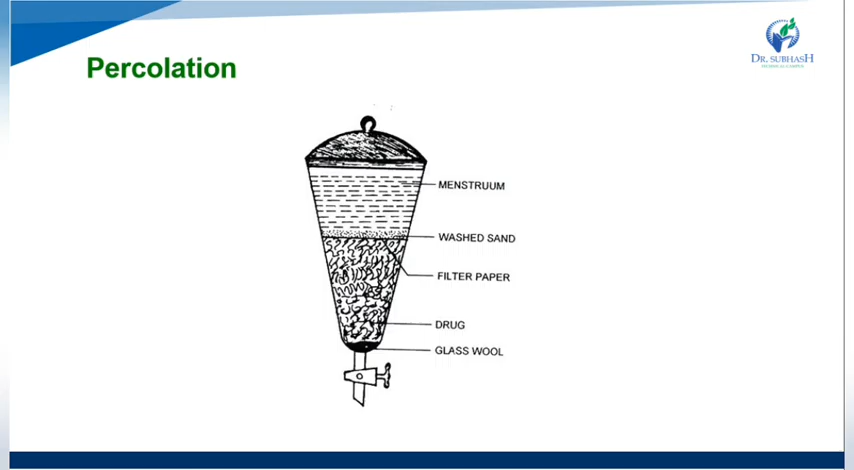 Percolation
DR. SUBHASH
MENSTRUUM
WASHED SAND
FILTER PAPER
DRUG
GLASS WOOL